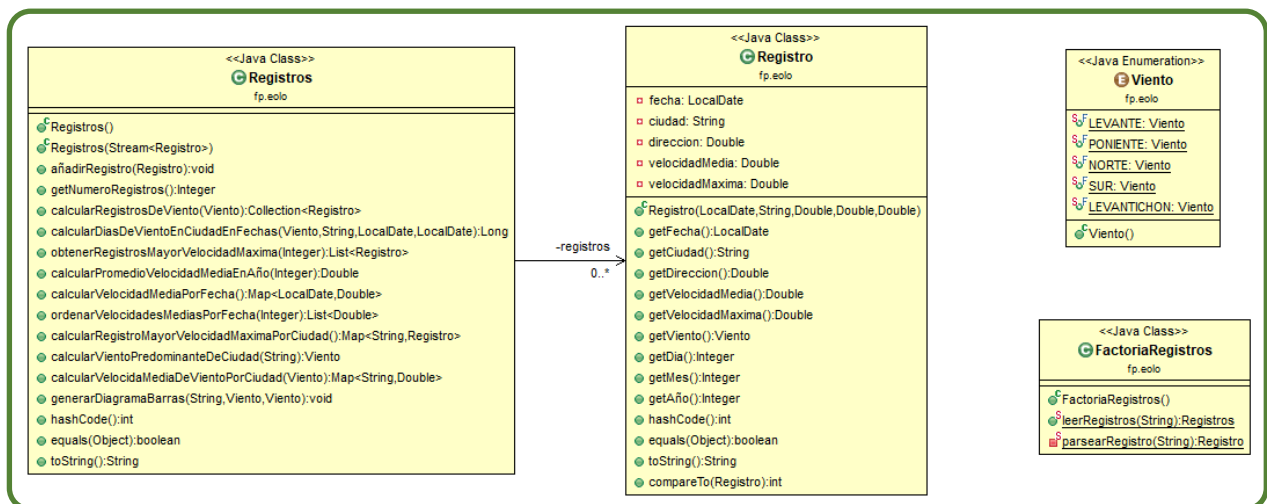 <<Java Class>>
Registros
fp.eolo
Registros()
Registros(Stream<Registro>)
añadirRegistro(Registro):void
getNumeroRegistros():Integer
calcularRegistrosDeViento(Viento):Collection<Registro>
calcularDiasDeVientoEnCiudadEnFechas(Viento,String,LocalDate,LocalDate):Long
obtenerRegistrosMayorVelocidadMaxima(Integer):List<Registro>
calcularPromedioVelocidadMediaEnAño(Integer):Double
calcularVelocidadMediaPorFecha():Map<LocalDate,Double>
ordenarVelocidadesMediasPorFecha(Integer):List<Double>
calcularRegistroMayorVelocidadMaximaPorCiudad():Map<String,Registro>
calcularVientoPredominanteDeCiudad(String):Viento
calcularVelocidaMediaDeVientoPorCiudad(Viento):Map<String,Double>
generarDiagramaBarras(String,Viento,Viento):void
hashCode():int
equals(Object):boolean
toString():String
-registros
0..*
<<Java Class>>
Registro
fp.eolo
fecha: LocalDate
ciudad: String
direccion: Double
velocidadMedia: Double
velocidadMaxima: Double
Registro(LocalDate,String,Double,Double,Double)
getFecha():LocalDate
getCiudad():String
getDireccion():Double
getVelocidadMedia():Double
getVelocidadMaxima():Double
getViento():Viento
getDia():Integer
getMes():Integer
getAño():Integer
hashCode():int
equals(Object):boolean
toString():String
compareTo(Registro):int
<<Java Enumeration>>
Viento
fp.eolo
LEVANTE: Viento
PONIENTE: Viento
NORTE: Viento
SUR: Viento
LEVANTICHON: Viento
Viento()
<<Java Class>>
FactoriaRegistros
fp.eolo
FactoriaRegistros()
leerRegistros(String):Registros
parsearRegistro(String):Registro